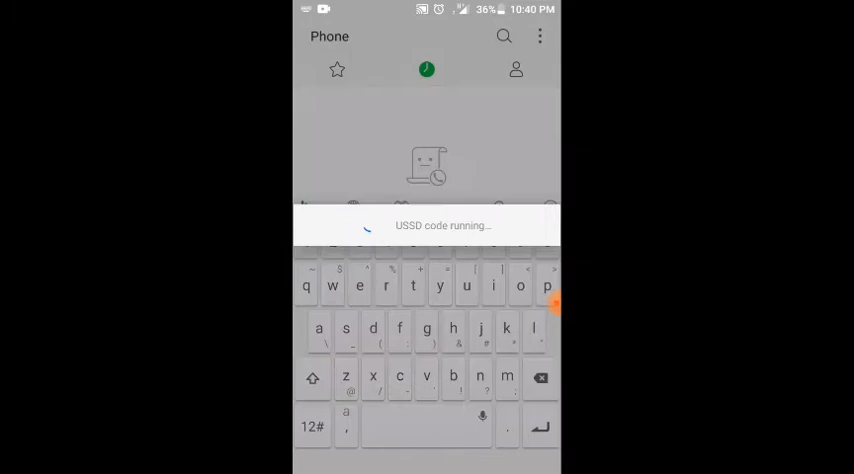 36% 10:40 PM
Phone
USSD code running...
~ $ ^ % + = [ ] < >
q w e r t y u i o p
a s d f g h j k l
\ _ ( : ) & # * "
z x c v b n m
@ / - ' ! ? ;
12# a , .